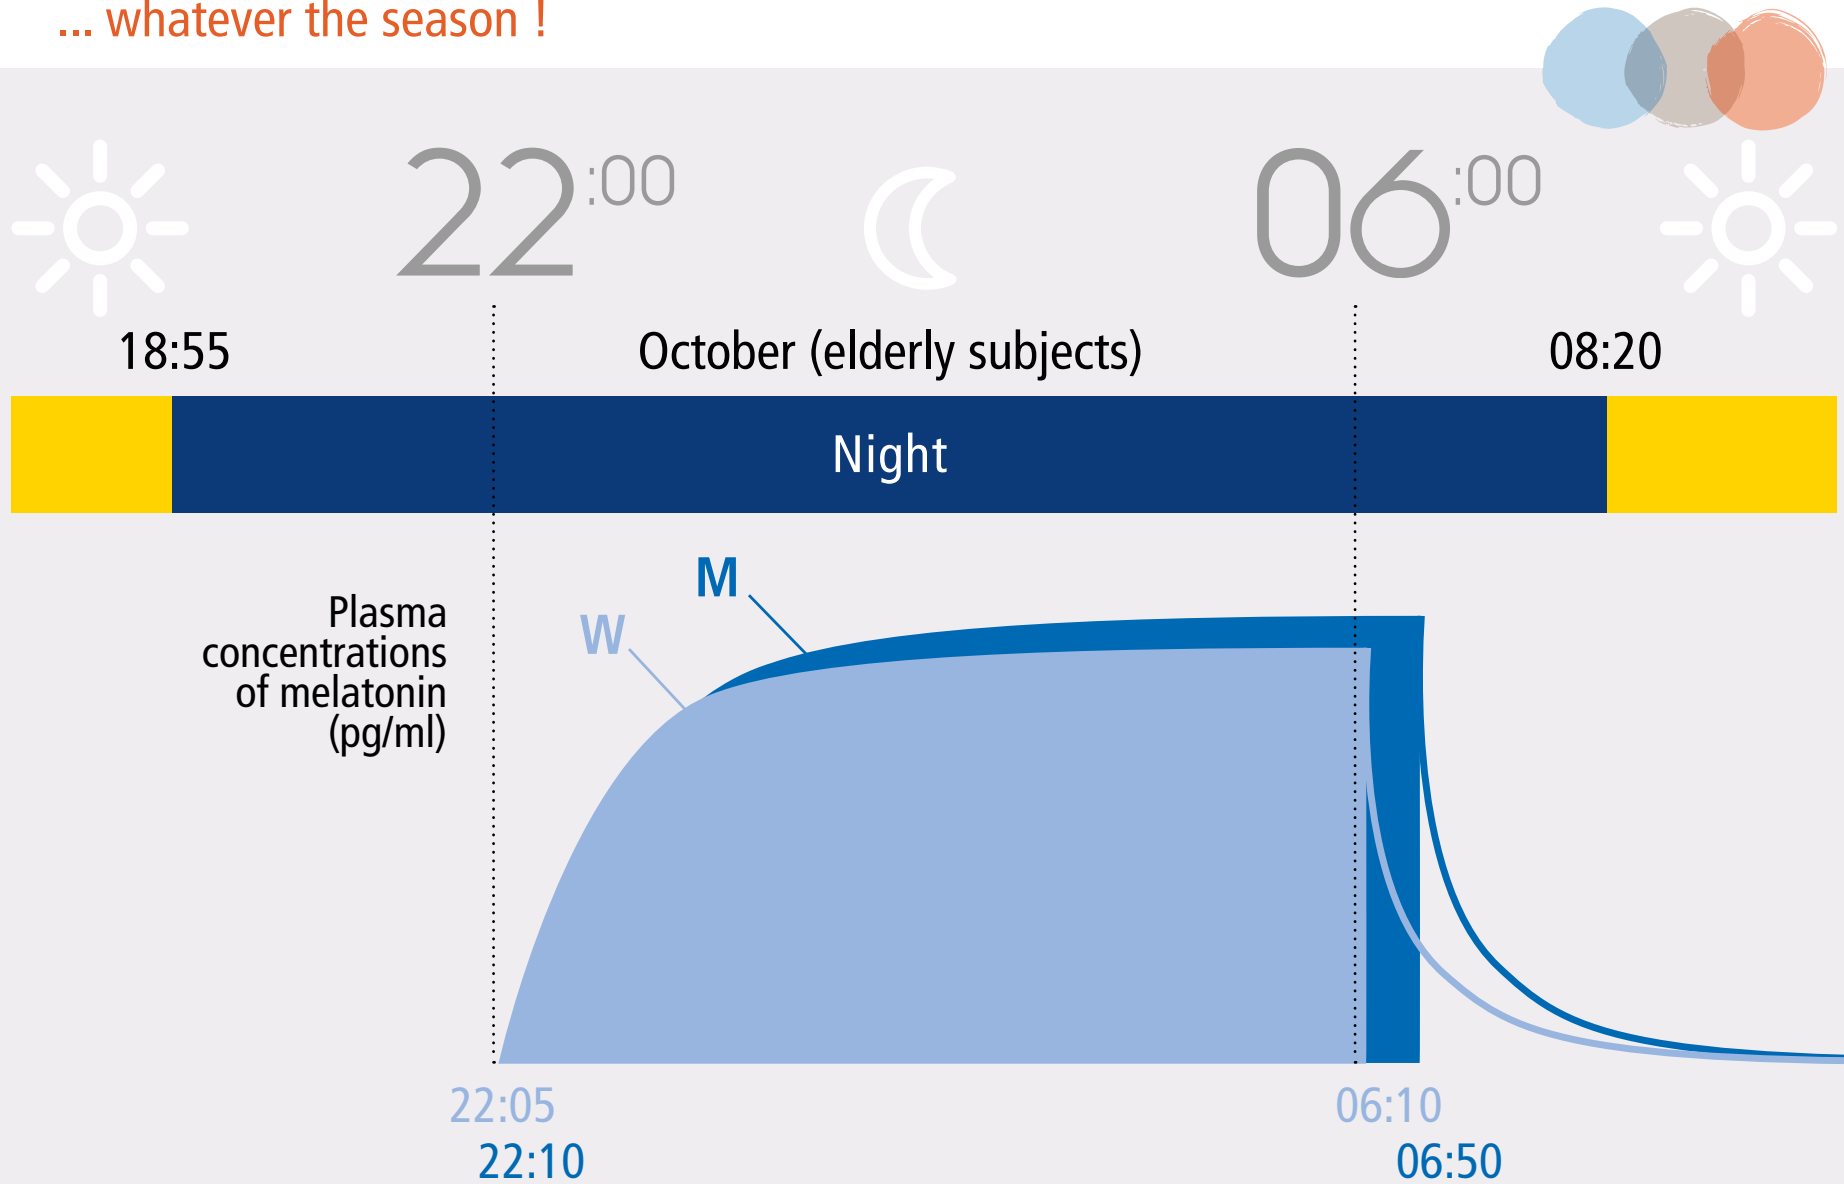 ... whatever the season !
22:00
06:00
18:55
October (elderly subjects)
08:20
Night
M
W
Plasma
concentrations
of melatonin
(pg/ml)
22:05
06:10
22:10
06:50